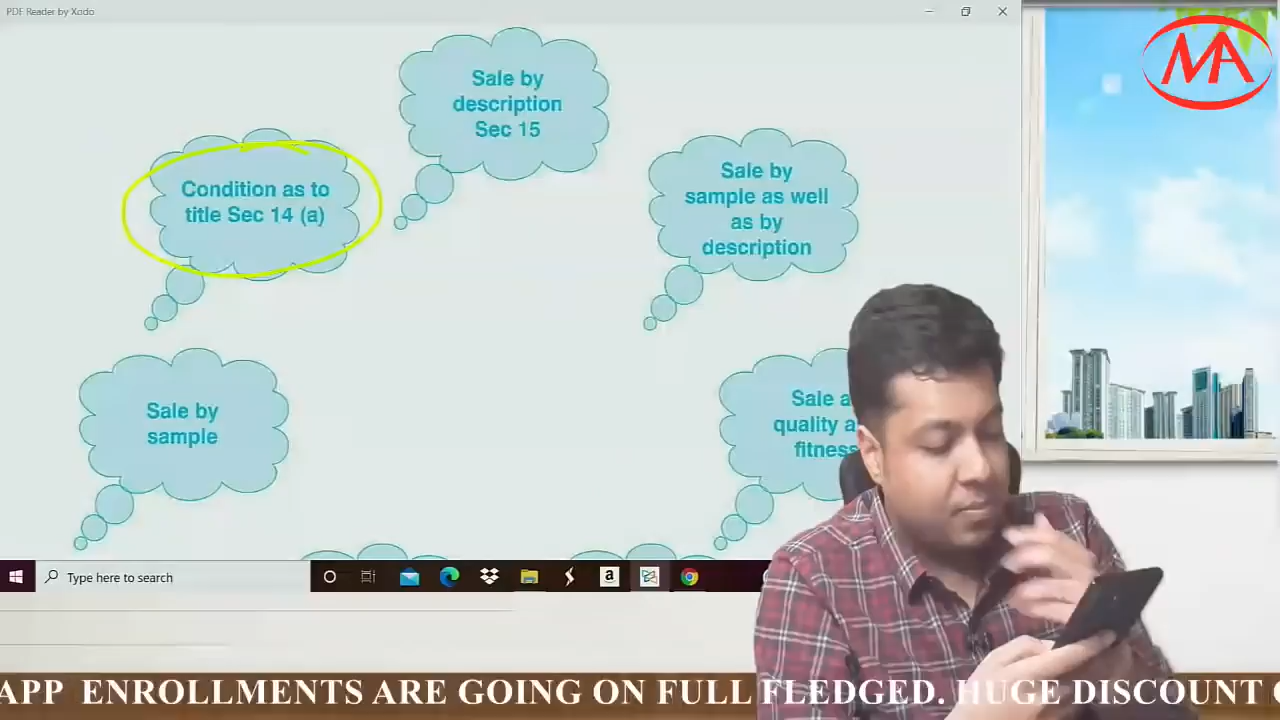 PDF Reader by Xodo
MA
Sale by
description
Sec 15
Condition as to
title Sec 14 (a)
Sale by
sample as well
as by
description
Sale by
sample
Sale
quality
fitness
Type here to search
a
APP ENROLLMENTS ARE GOING ON FULL FLEDGED. HUGE DISCOUNT